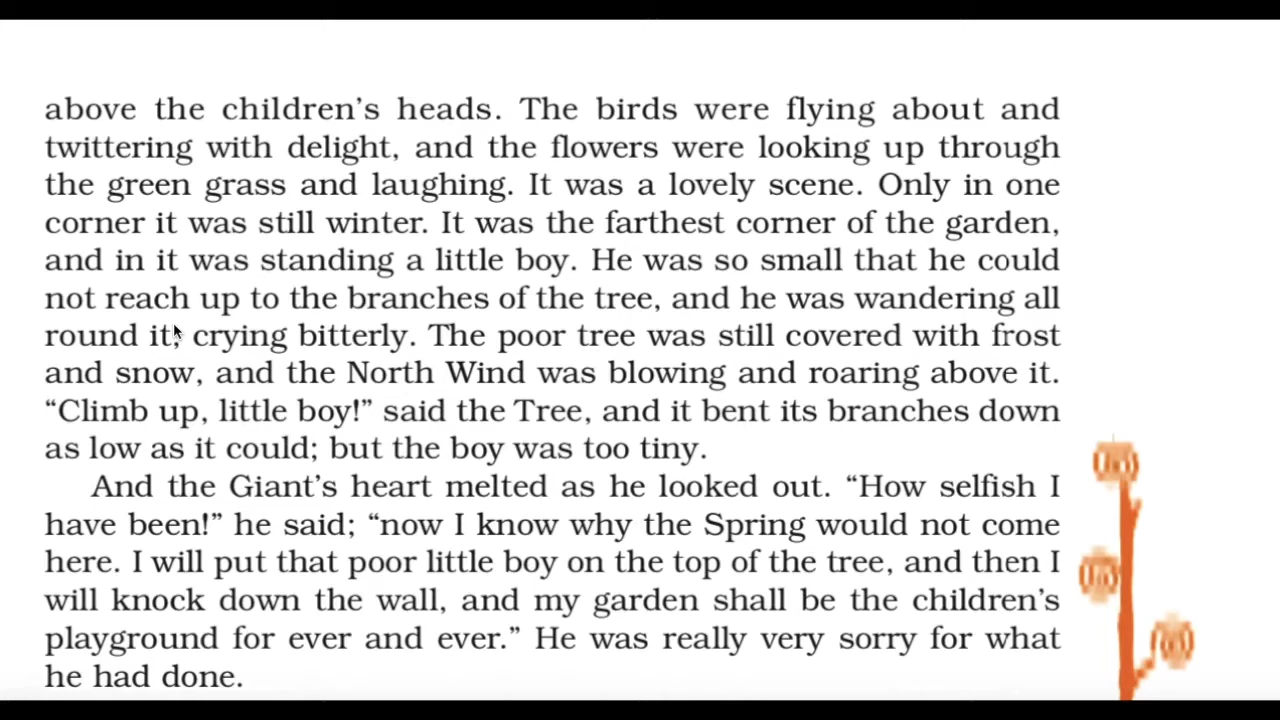 above the children's heads. The birds were flying about and
twittering with delight, and the flowers were looking up through
the green grass and laughing. It was a lovely scene. Only in one
corner it was still winter. It was the farthest corner of the garden,
and in it was standing a little boy. He was so small that he could
not reach up to the branches of the tree, and he was wandering all
round it, crying bitterly. The poor tree was still covered with frost
and snow, and the North Wind was blowing and roaring above it.
“Climb up, little boy!” said the Tree, and it bent its branches down
as low as it could; but the boy was too tiny.
And the Giant's heart melted as he looked out. “How selfish I
have been!” he said; “now I know why the Spring would not come
here. I will put that poor little boy on the top of the tree, and then I
will knock down the wall, and my garden shall be the children's
playground for ever and ever.” He was really very sorry for what
he had done.